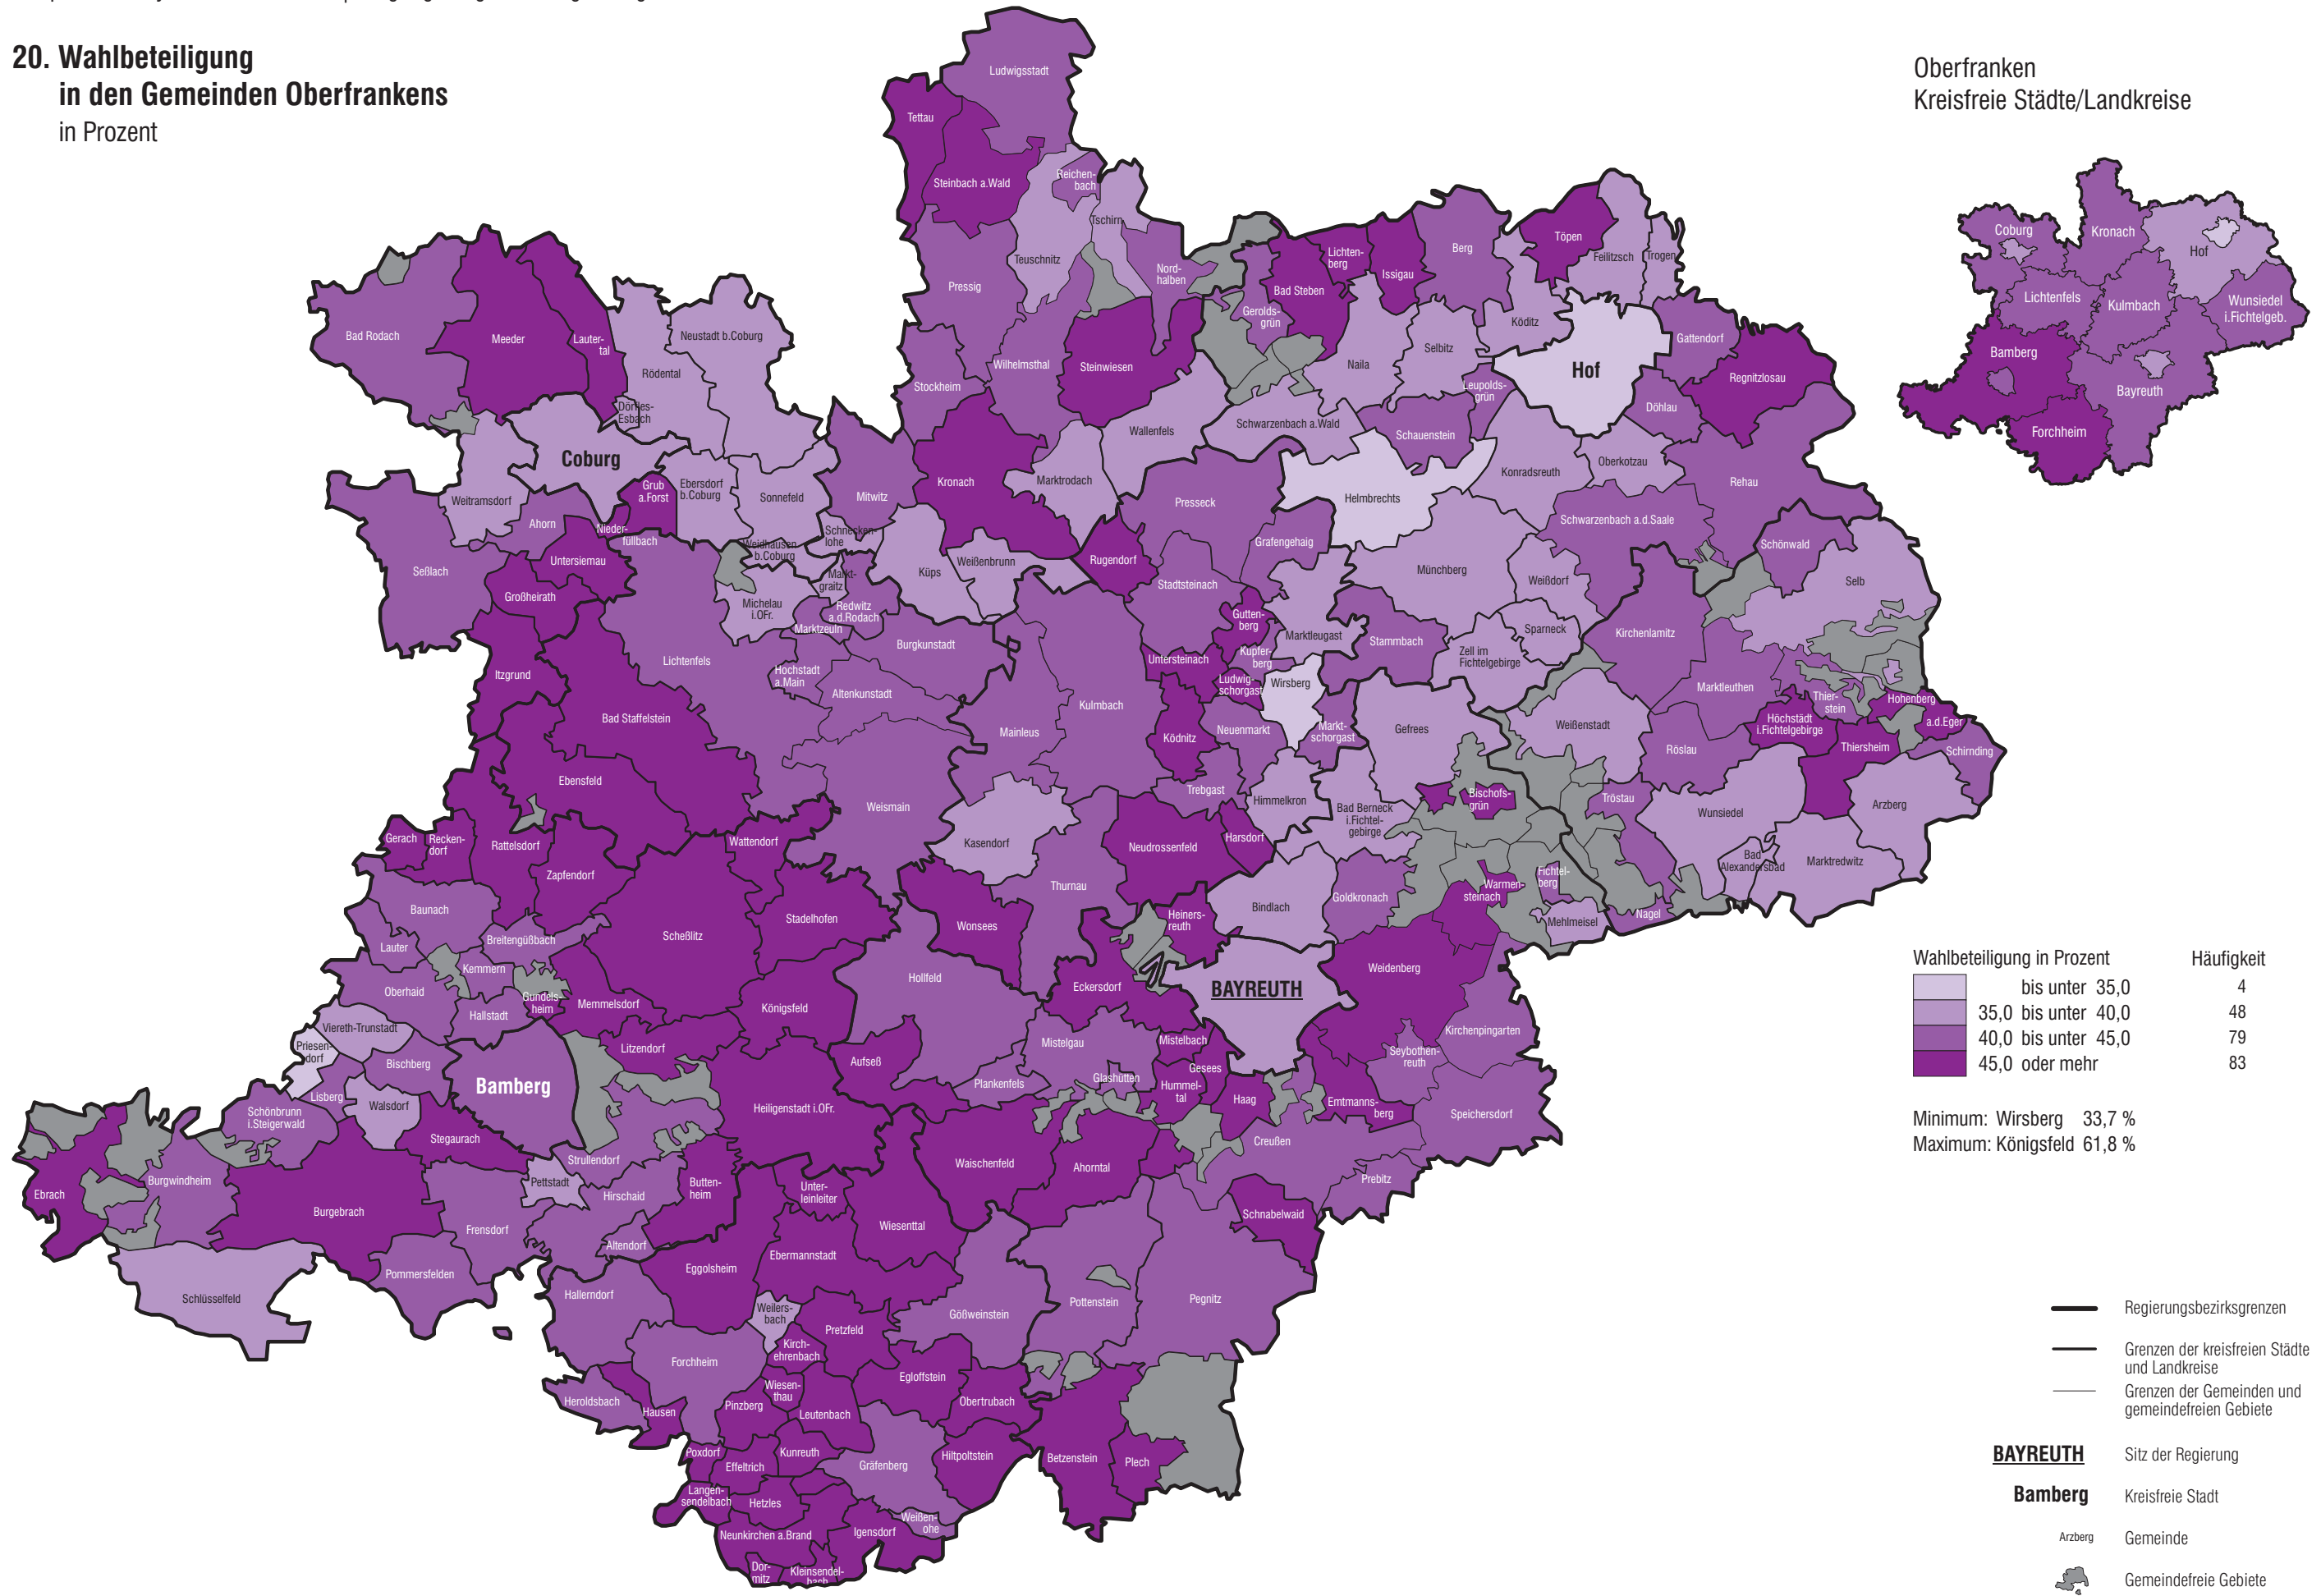 20. Wahlbeteiligung
in den Gemeinden Oberfrankens
in Prozent
Oberfranken
Kreisfreie Städte/Landkreise
Coburg
Kronach
Hof
Lichtenfels
Kulmbach
Wunsiedel
i.Fichtelgeb.
Bamberg
Bayreuth
Forchheim
Ludwigsstadt
Tettau
Steinbach a.Wald
Reichen-
bach
Tschirn
Teuschnitz
Nord-
halben
Pressig
Lichten-
berg
Issigau
Berg
Töpen
Feilitzsch
Trogen
Bad Steben
Gerolds-
grün
Bad Rodach
Meeder
Lauter-
tal
Neustadt b.Coburg
Rödental
Dörfles-
Esbach
Stockheim
Wilhelmsthal
Steinwiesen
Naila
Selbitz
Köditz
Hof
Gattendorf
Regnitzlosau
Leupolds-
grün
Döhlau
Schwarzenbach a.Wald
Wallenfels
Schauenstein
Coburg
Oberkotzau
Konradsreuth
Rehau
Kronach
Marktrodach
Helmbrechts
Presseck
Mitwitz
Sonnefeld
Ebersdorf
b.Coburg
Grub
a.Forst
Weitramsdorf
Ahorn
Nieder-
füllbach
Schnecken-
lohe
Weidhausen
b.Coburg
Schwarzenbach a.d.Saale
Schönwald
Grafengehaig
Rugendorf
Untersiemau
Seßlach
Küps
Weißenbrunn
Markt-
graitz
Münchberg
Weißdorf
Selb
Stadtsteinach
Großheirath
Michelau
i.OFr.
Redwitz
a.d.Rodach
Marktzeuln
Burgkunstadt
Gutten-
berg
Marktleugast
Stammbach
Sparneck
Zell im
Fichtelgebirge
Kirchenlamitz
Lichtenfels
Hochstadt
a.Main
Altenkunstadt
Untersteinach
Kupfer-
berg
Ludwig-
schorgast
Wirsberg
Itzgrund
Marktleuthen
Thier-
stein
Hohenberg
a.d.Eger
Bad Staffelstein
Mainleus
Kulmbach
Ködnitz
Neuenmarkt
Markt-
schorgast
Gefrees
Weißenstadt
Höchstädt
i.Fichtelgebirge
Thiersheim
Schirnding
Röslau
Ebensfeld
Weismain
Trebgast
Himmelkron
Bad Berneck
i.Fichtel-
gebirge
Bischofs-
grün
Tröstau
Wunsiedel
Arzberg
Gerach
Recken-
dorf
Rattelsdorf
Wattendorf
Kasendorf
Neudrossenfeld
Harsdorf
Bad
Alexandersbad
Marktredwitz
Zapfendorf
Thurnau
Fichtel-
berg
Warmen-
steinach
Goldkronach
Bindlach
Baunach
Stadelhofen
Wonsees
Heiners-
reuth
Mehlmeisel
Nagel
Lauter
Breitengüßbach
Scheßlitz
Kemmern
Oberhaid
Hollfeld
Eckersdorf
BAYREUTH
Weidenberg
Gundels-
heim
Memmelsdorf
Königsfeld
Hallstadt
Viereth-Trunstadt
Priesen-
dorf
Bischberg
Litzendorf
Aufseß
Mistelgau
Mistelbach
Kirchenpingarten
Seybothen-
reuth
Gesees
Bamberg
Plankenfels
Glashütten
Hummel-
tal
Haag
Emtmanns-
berg
Speichersdorf
Lisberg
Walsdorf
Schönbrunn
i.Steigerwald
Heiligenstadt i.OFr.
Stegaurach
Creußen
Strullendorf
Waischenfeld
Ahorntal
Prebitz
Burgwindheim
Ebrach
Pettstadt
Hirschaid
Butten-
heim
Unter-
leinleiter
Burgebrach
Frensdorf
Altendorf
Wiesenttal
Schnabelwaid
Ebermannstadt
Eggolsheim
Pommersfelden
Schlüsselfeld
Hallerndorf
Weilers-
bach
Gößweinstein
Pottenstein
Pegnitz
Pretzfeld
Kirch-
ehrenbach
Forchheim
Egloffstein
Heroldsbach
Hausen
Wiesen-
thau
Pinzberg
Leutenbach
Obertrubach
Poxdorf
Effeltrich
Kunreuth
Gräfenberg
Hiltpoltstein
Betzenstein
Plech
Langen-
sendelbach
Hetzles
Neunkirchen a.Brand
Igensdorf
Weißen-
ohe
Dor-
mitz
Kleinsendel-
bach
Wahlbeteiligung in Prozent Häufigkeit
bis unter 35,0 4
35,0 bis unter 40,0 48
40,0 bis unter 45,0 79
45,0 oder mehr 83
Minimum: Wirsberg 33,7 %
Maximum: Königsfeld 61,8 %
Regierungsbezirksgrenzen
Grenzen der kreisfreien Städte
und Landkreise
Grenzen der Gemeinden und
gemeindefreien Gebiete
BAYREUTH Sitz der Regierung
Bamberg Kreisfreie Stadt
Arzberg Gemeinde
Gemeindefreie Gebiete